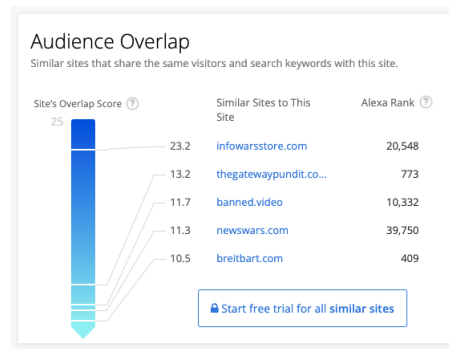 Audience Overlap
Similar sites that share the same visitors and search keywords with this site.
Site's Overlap Score ?
Similar Sites to This
Site
Alexa Rank ?
25
23.2 infowarsstore.com 20,548
13.2 thegatewaypundit.co... 773
11.7 banned.video 10,332
11.3 newswars.com 39,750
10.5 breitbart.com 409
Start free trial for all similar sites